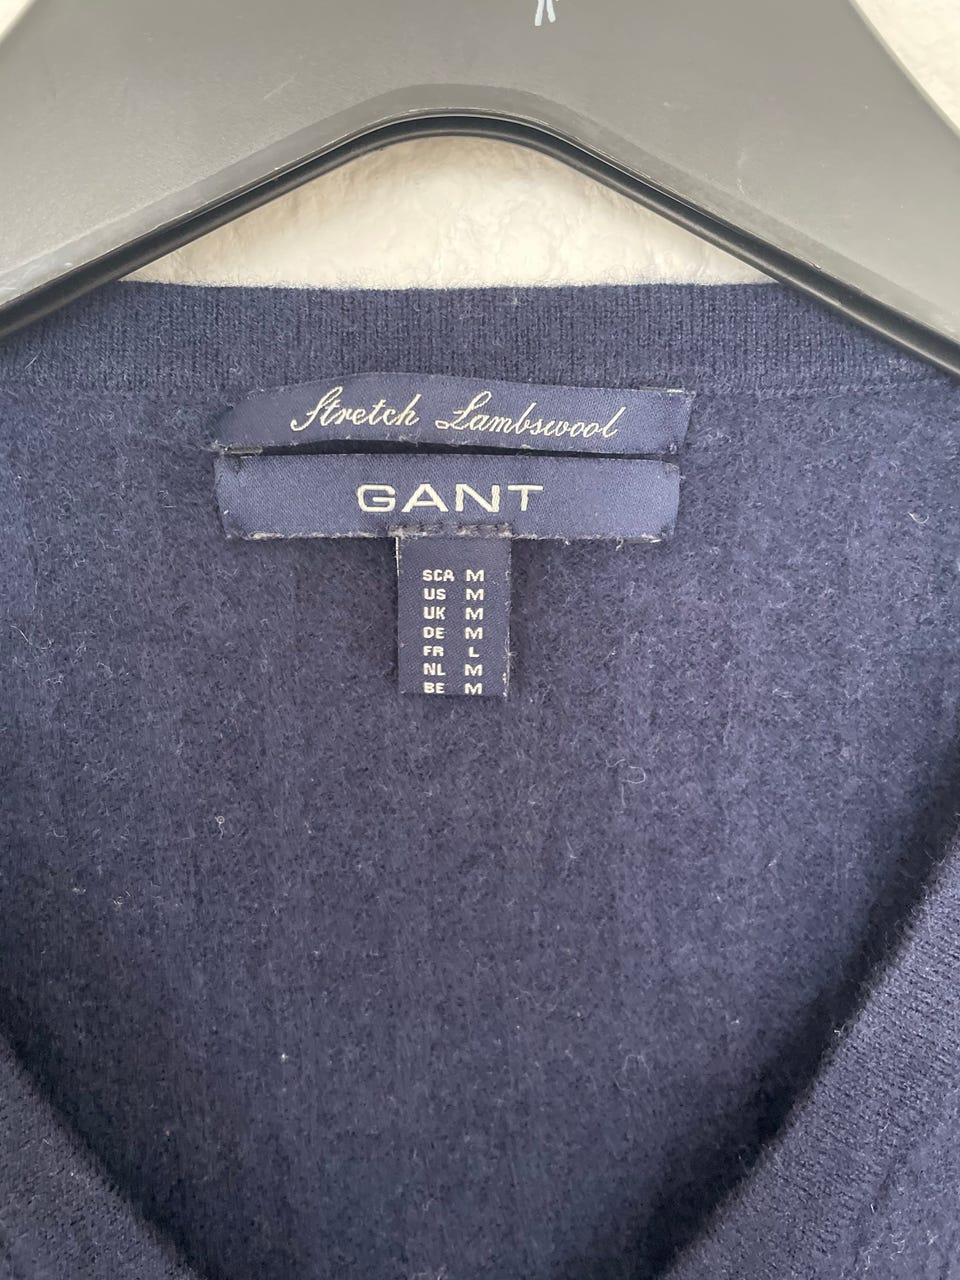 Stretch Lambswool
GANT
SCA M
US M
UK M
DE M
FR L
NL M
BE M